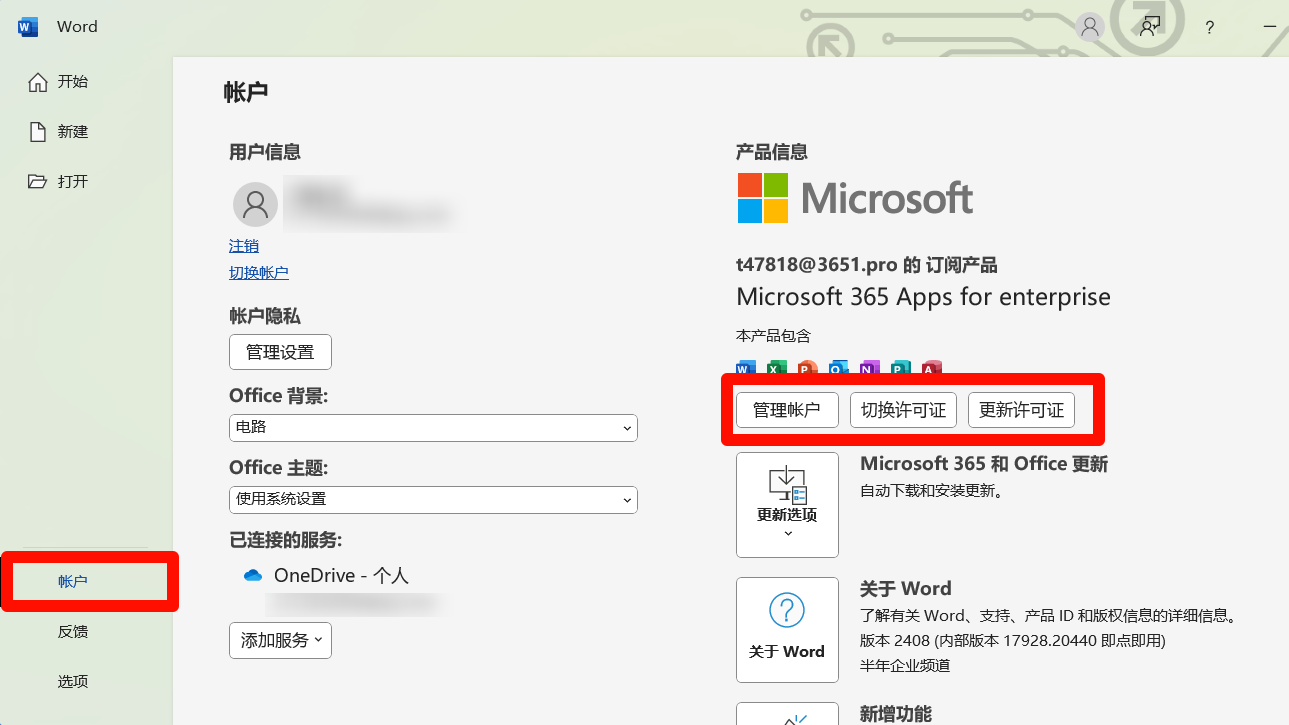 Word
?
开始
新建
打开
帐户
反馈
选项
帐户
用户信息
注销
切换帐户
帐户隐私
管理设置
Office 背景:
电路
Office 主题:
使用系统设置
已连接的服务:
OneDrive - 个人
添加服务
产品信息
Microsoft
t47818@3651.pro 的 订阅产品
Microsoft 365 Apps for enterprise
本产品包含
管理帐户 切换许可证 更新许可证
更新选项
Microsoft 365 和 Office 更新
自动下载和安装更新。
关于 Word
关于 Word
了解有关 Word、支持、产品 ID 和版权信息的详细信息。
版本 2408 (内部版本 17928.20440 即点即用)
半年企业频道
新增功能